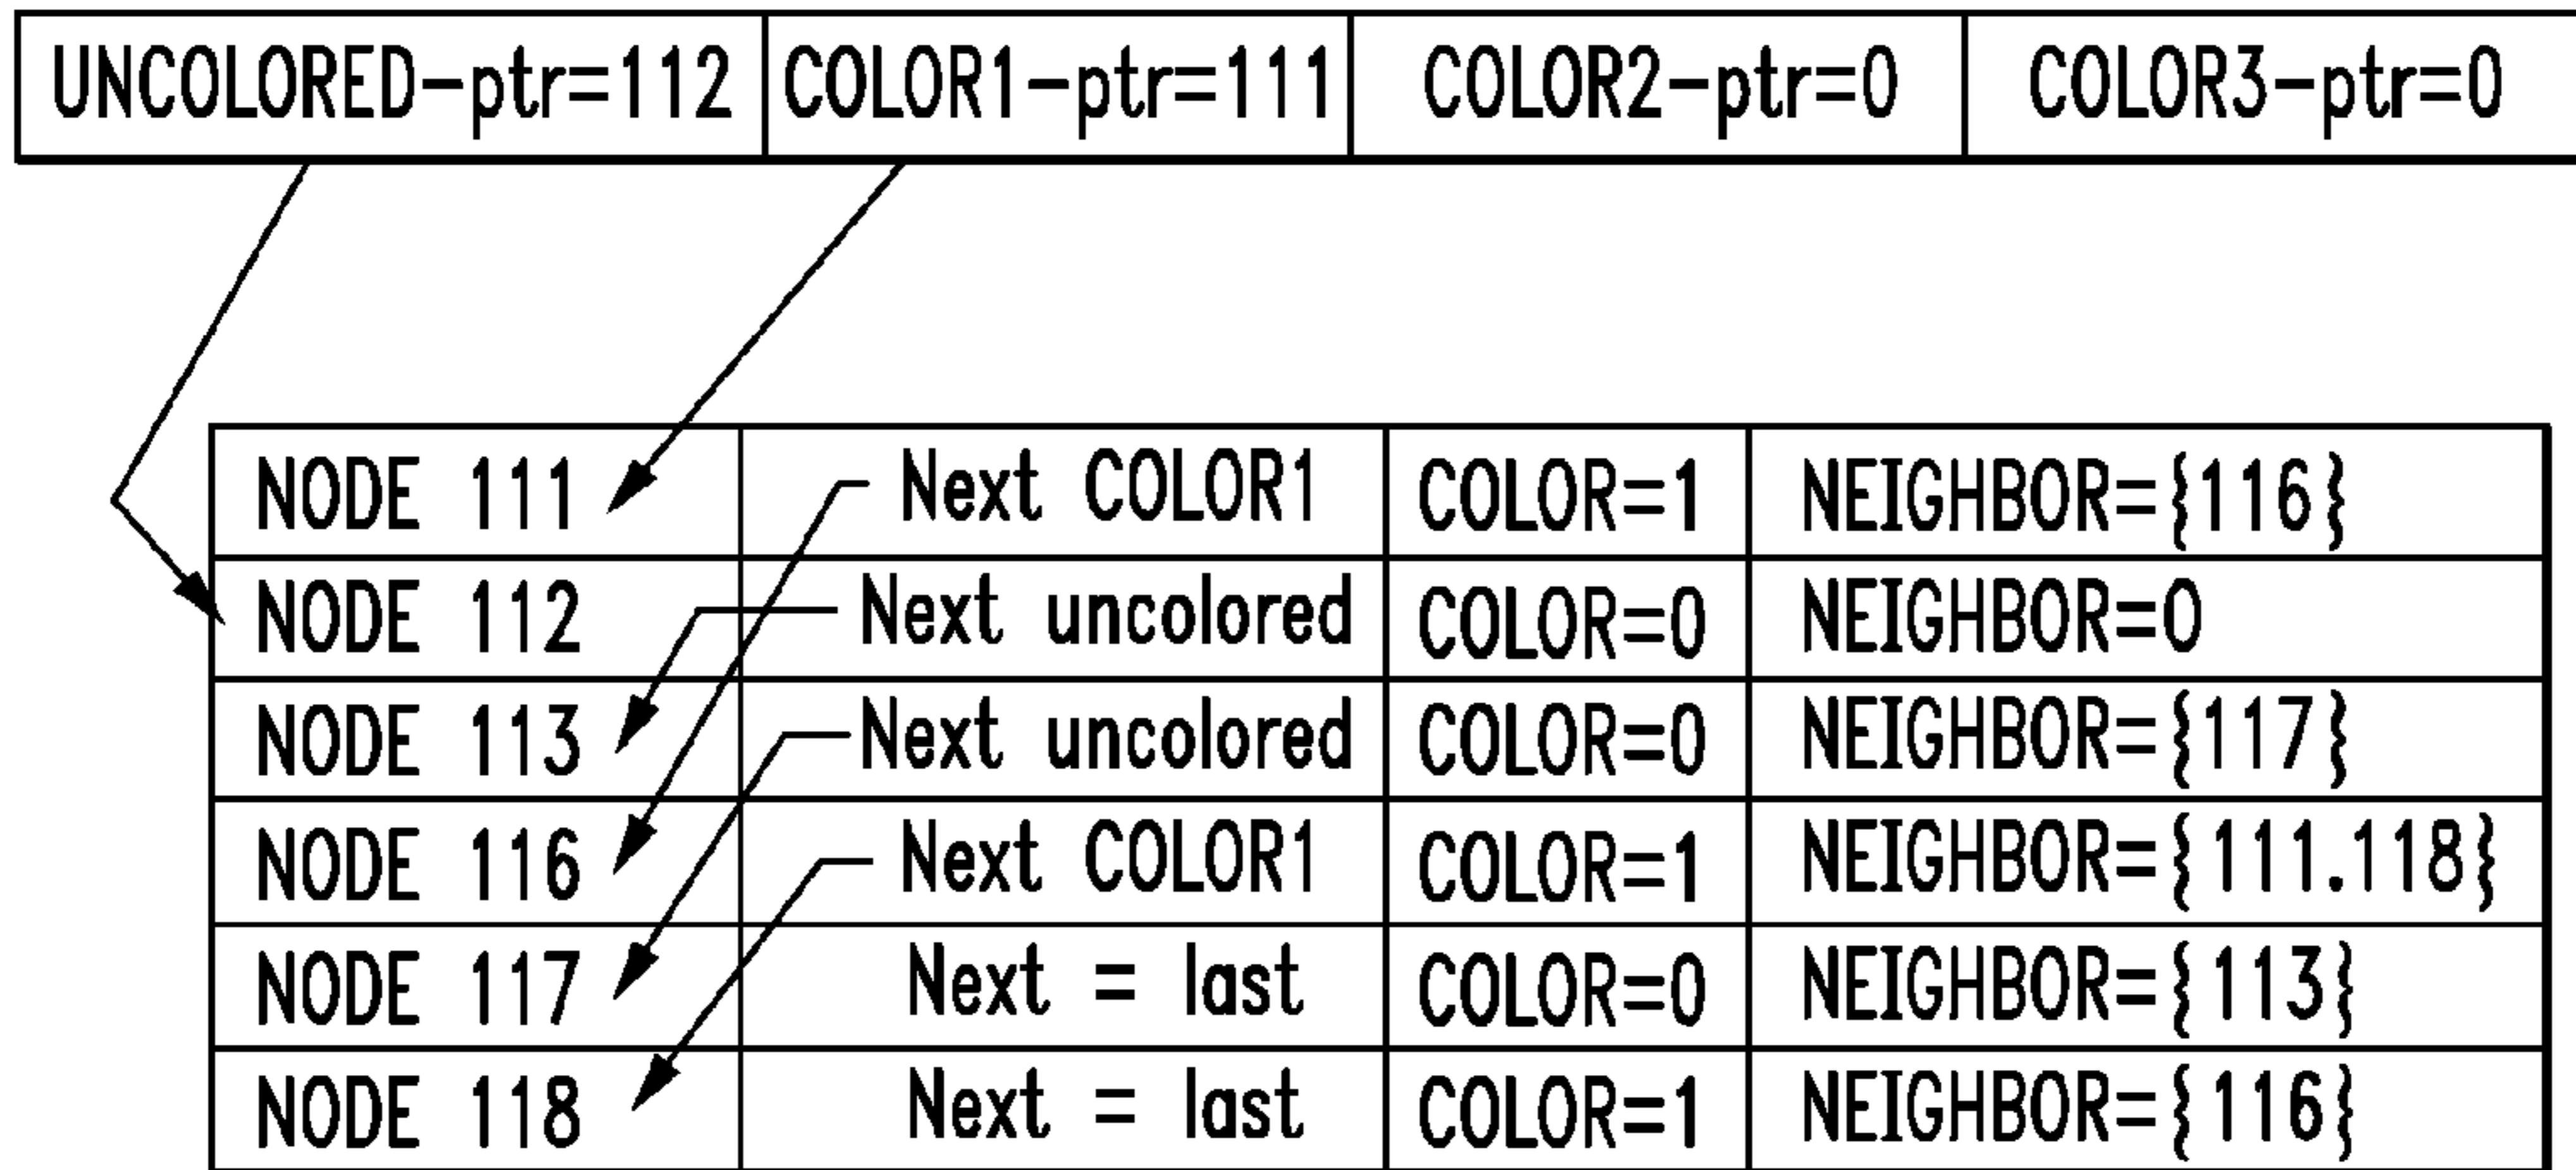 UNCOLORED-ptr=112 COLOR1-ptr=111 COLOR2-ptr=0 COLOR3-ptr=0
NODE 111 Next COLOR1 COLOR=1 NEIGHBOR={116}
NODE 112 Next uncolored COLOR=0 NEIGHBOR=0
NODE 113 Next uncolored COLOR=0 NEIGHBOR={117}
NODE 116 Next COLOR1 COLOR=1 NEIGHBOR={111.118}
NODE 117 Next = last COLOR=0 NEIGHBOR={113}
NODE 118 Next = last COLOR=1 NEIGHBOR={116}